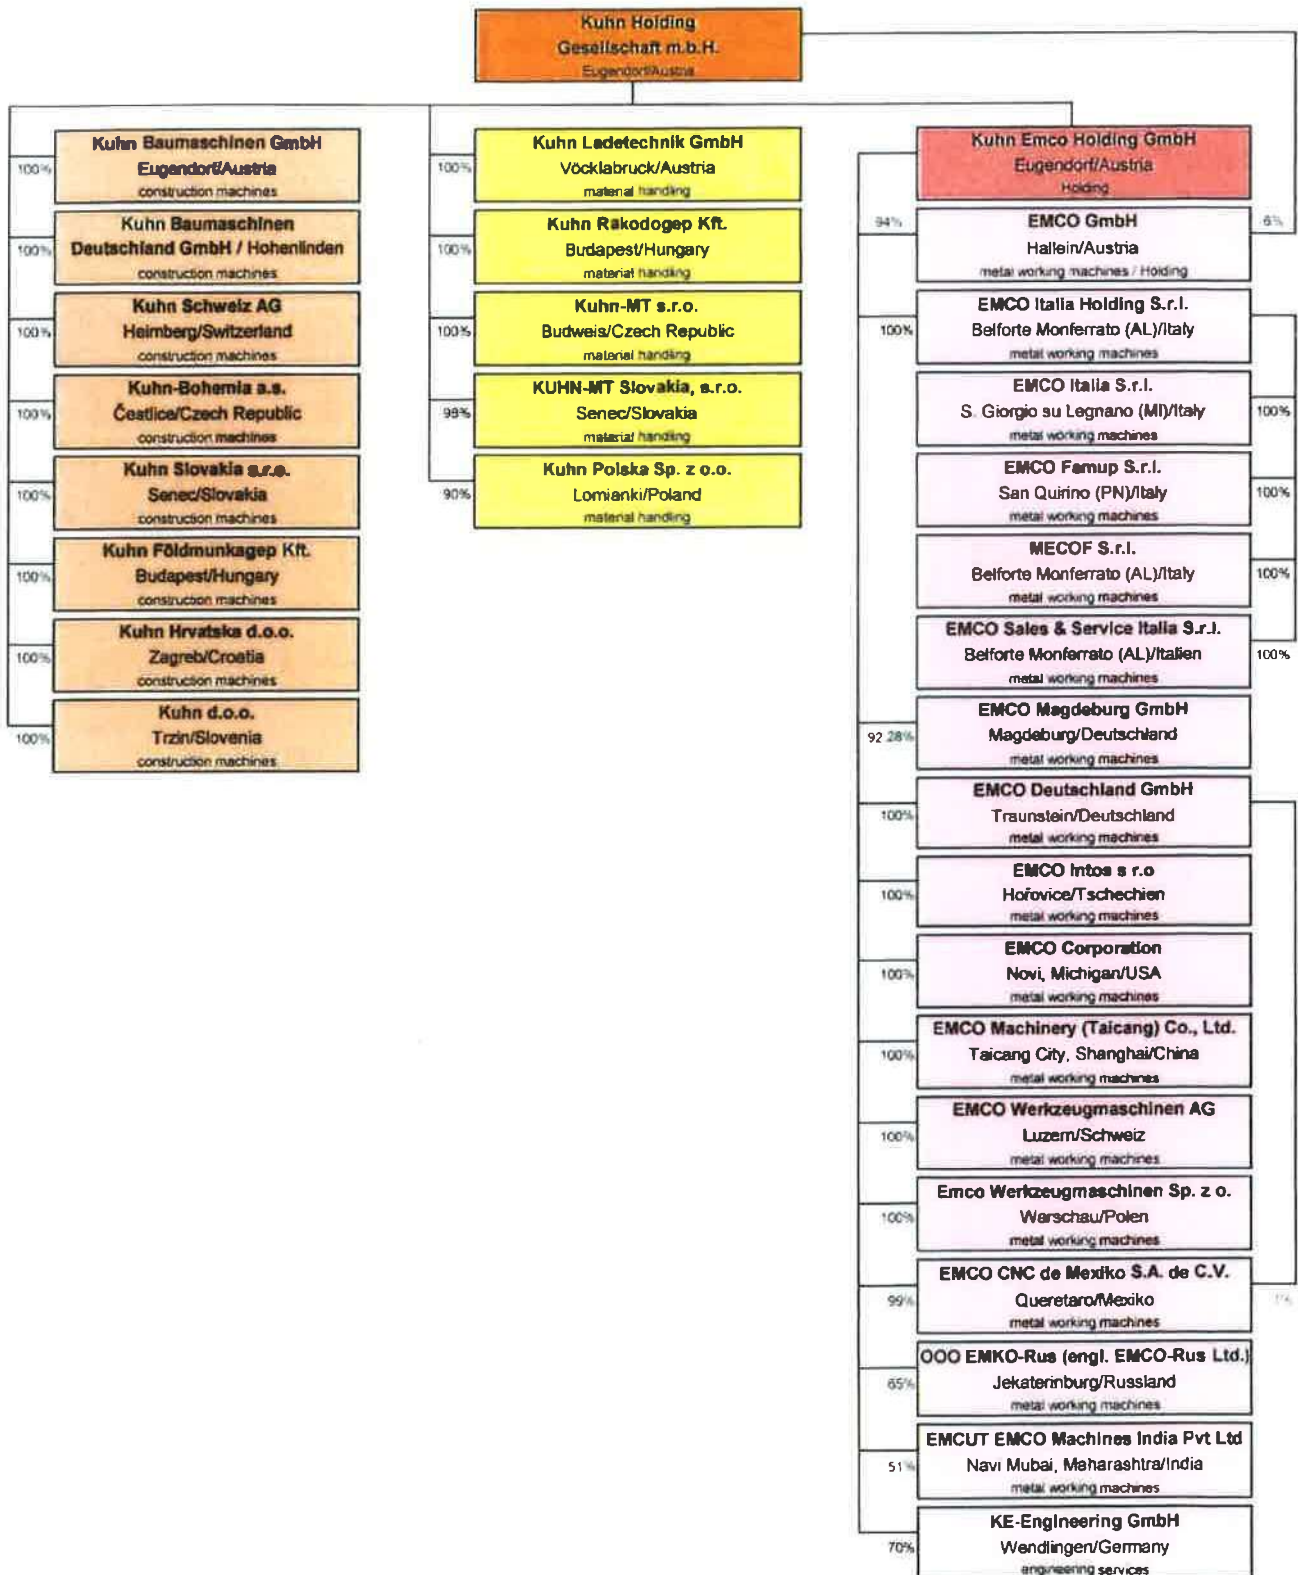 Kuhn Holding
Gesellschaft m.b.H.
Eugendorf/Austria
Kuhn Baumaschinen GmbH
Eugendorf/Austria
construction machines
100%
Kuhn Baumaschinen
Deutschland GmbH / Hohenlinden
construction machines
100%
Kuhn Schweiz AG
Heimberg/Switzerland
construction machines
100%
Kuhn-Bohemia a.s.
Čestlice/Czech Republic
construction machines
100%
Kuhn Slovakia s.r.o.
Senec/Slovakia
construction machines
100%
Kuhn Földmunkagep Kft.
Budapest/Hungary
construction machines
100%
Kuhn Hrvatska d.o.o.
Zagreb/Croatia
construction machines
100%
Kuhn d.o.o.
Trzin/Slovenia
construction machines
100%
Kuhn Ladetechnik GmbH
Vöcklabruck/Austria
material handling
100%
Kuhn Rakodogep Kft.
Budapest/Hungary
material handling
100%
Kuhn-MT s.r.o.
Budweis/Czech Republic
material handling
100%
KUHN-MT Slovakia, s.r.o.
Senec/Slovakia
material handling
98%
Kuhn Polska Sp. z o.o.
Lomianki/Poland
material handling
90%
Kuhn Emco Holding GmbH
Eugendorf/Austria
Holding
94%
EMCO GmbH
Hallein/Austria
metal working machines / Holding
6%
EMCO Italia Holding S.r.l.
Belforte Monferrato (AL)/Italy
metal working machines
100%
EMCO Italia S.r.l.
S. Giorgio su Legnano (MI)/Italy
metal working machines
100%
EMCO Famup S.r.l.
San Quirino (PN)/Italy
metal working machines
100%
MECOF S.r.l.
Belforte Monferrato (AL)/Italy
metal working machines
100%
EMCO Sales & Service Italia S.r.l.
Belforte Monferrato (AL)/Italien
metal working machines
100%
EMCO Magdeburg GmbH
Magdeburg/Deutschland
metal working machines
92.28%
EMCO Deutschland GmbH
Traunstein/Deutschland
metal working machines
100%
EMCO Intos s r.o
Hořovice/Tschechien
metal working machines
100%
EMCO Corporation
Novi, Michigan/USA
metal working machines
100%
EMCO Machinery (Taicang) Co., Ltd.
Taicang City, Shanghai/China
metal working machines
100%
EMCO Werkzeugmaschinen AG
Luzern/Schweiz
metal working machines
100%
Emco Werkzeugmaschinen Sp. z o.
Warschau/Polen
metal working machines
100%
EMCO CNC de Mexiko S.A. de C.V.
Queretaro/Mexiko
metal working machines
99%
1%
OOO EMKO-Rus (engl. EMCO-Rus Ltd.)
Jekaterinburg/Russland
metal working machines
65%
EMCUT EMCO Machines India Pvt Ltd
Navi Mubai, Maharashtra/India
metal working machines
51%
KE-Engineering GmbH
Wendlingen/Germany
engineering services
70%